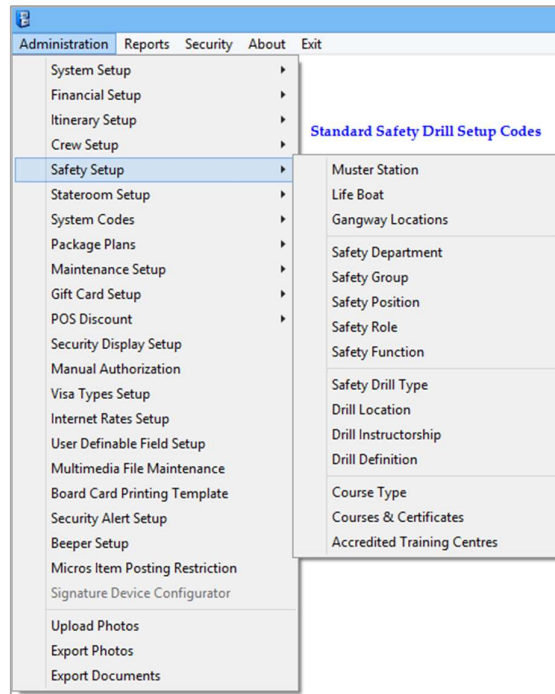 Administration Reports Security About Exit
System Setup
Financial Setup
Itinerary Setup
Crew Setup
Safety Setup
Stateroom Setup
System Codes
Package Plans
Maintenance Setup
Gift Card Setup
POS Discount
Security Display Setup
Manual Authorization
Visa Types Setup
Internet Rates Setup
User Definable Field Setup
Multimedia File Maintenance
Board Card Printing Template
Security Alert Setup
Beeper Setup
Micros Item Posting Restriction
Signature Device Configurator
Upload Photos
Export Photos
Export Documents
Standard Safety Drill Setup Codes
Muster Station
Life Boat
Gangway Locations
Safety Department
Safety Group
Safety Position
Safety Role
Safety Function
Safety Drill Type
Drill Location
Drill Instructorship
Drill Definition
Course Type
Courses & Certificates
Accredited Training Centres